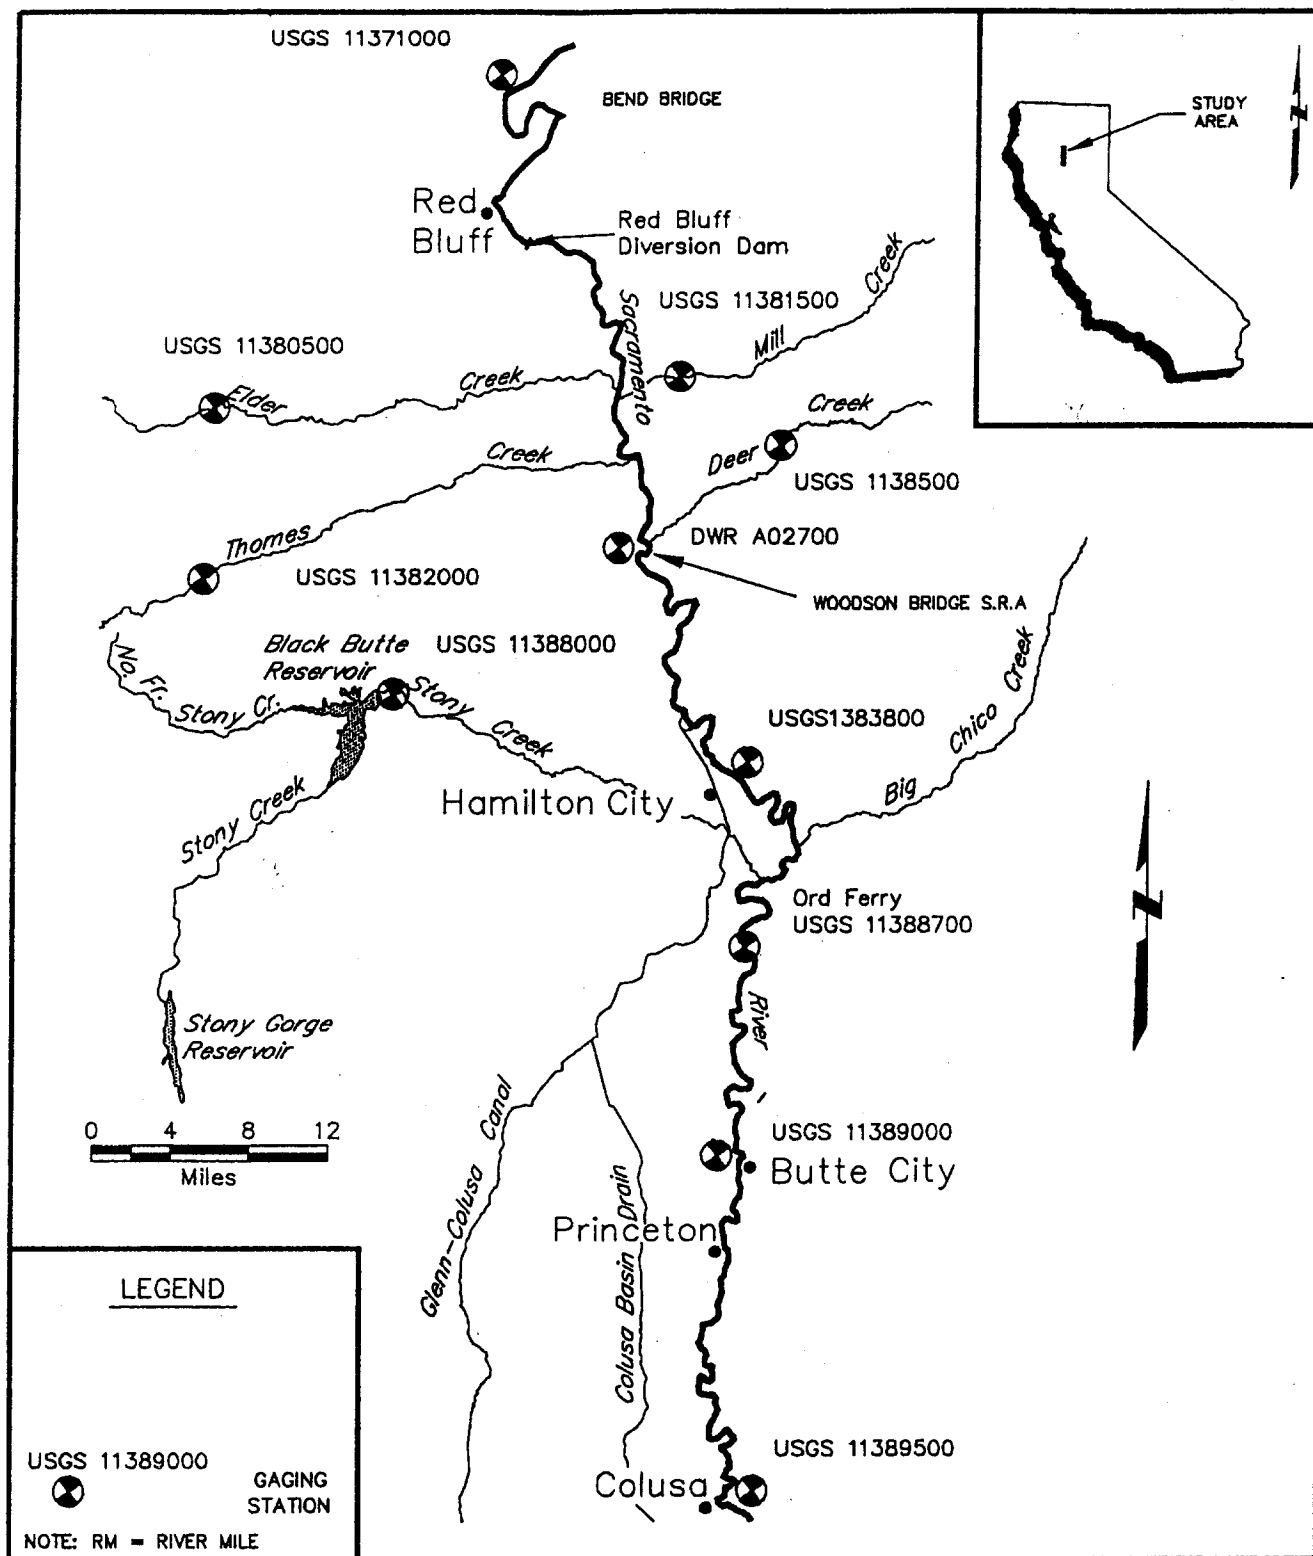 USGS 11371000
BEND BRIDGE
STUDY
AREA
N
Red
Bluff
Red Bluff
Diversion Dam
Creek
Mill
USGS 11381500
Sacramento
USGS 11380500
Elder
Creek
Creek
Deer
USGS 1138500
Creek
Thomes
DWR A02700
USGS 11382000
WOODSON BRIDGE S.R.A
Black Butte
Reservoir
USGS 11388000
No. Fr.
Stony Cr.
Stony
Creek
USGS1383800
Big Chico Creek
Hamilton City
Stony Creek
Ord Ferry
USGS 11388700
N
River
Stony Gorge
Reservoir
0 4 8 12
Miles
Glenn-Colusa Canal
Colusa Basin Drain
USGS 11389000
Butte City
Princeton
LEGEND
USGS 11389000
GAGING
STATION
NOTE: RM = RIVER MILE
USGS 11389500
Colusa